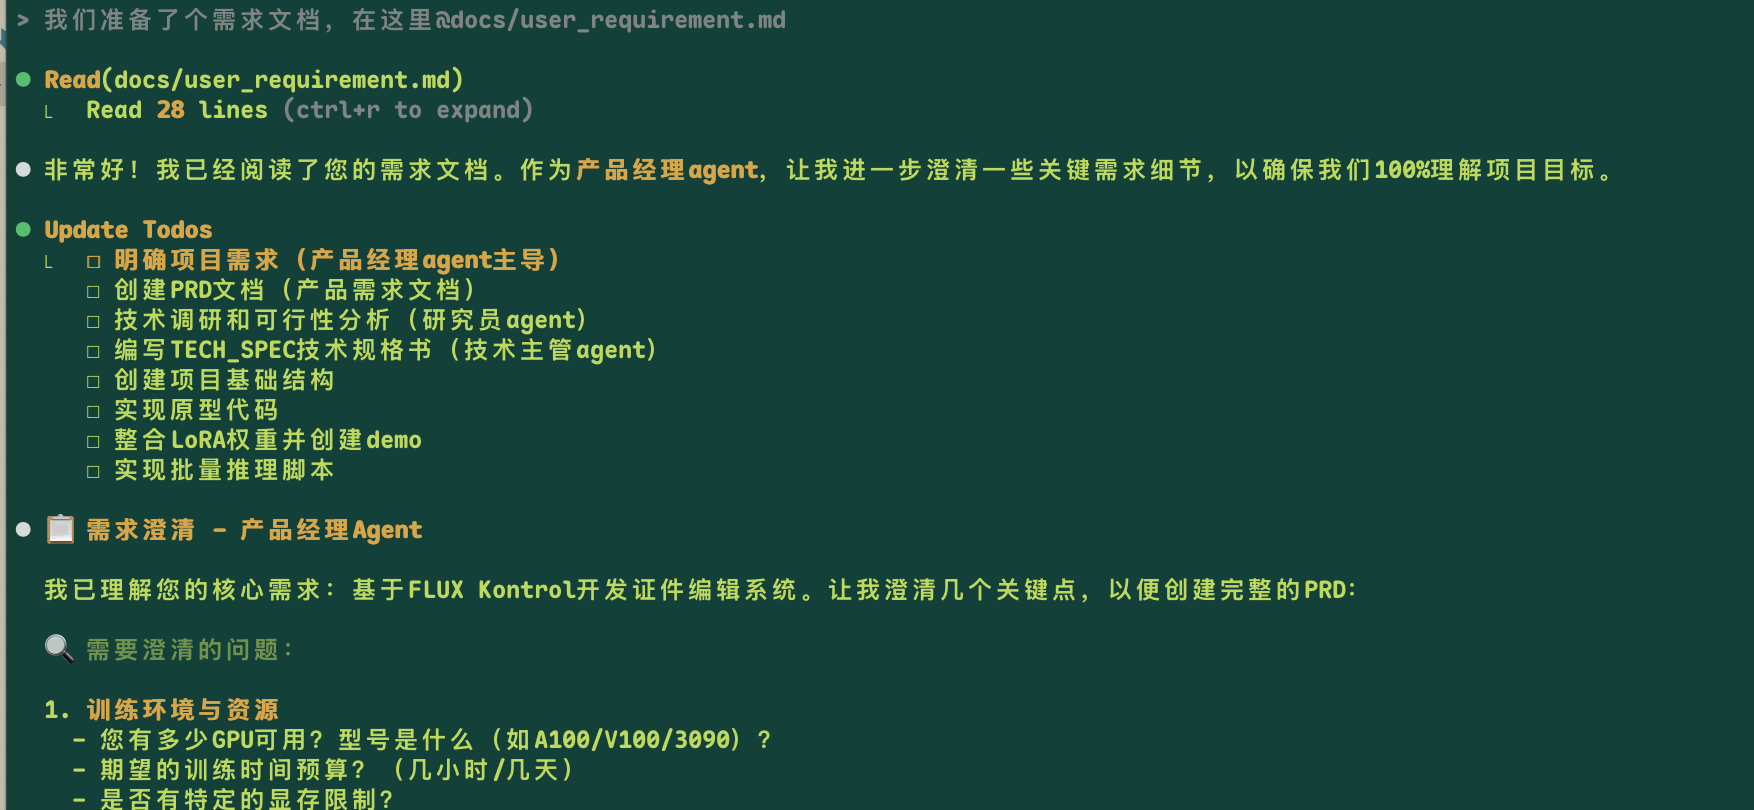 > 我们准备了个需求文档，在这里@docs/user_requirement.md
● Read(docs/user_requirement.md)
└ Read 28 lines (ctrl+r to expand)
● 非常好！我已经阅读了您的需求文档。作为产品经理agent，让我进一步澄清一些关键需求细节，以确保我们100%理解项目目标。
● Update Todos
└ □ 明确项目需求（产品经理agent主导）
□ 创建PRD文档（产品需求文档）
□ 技术调研和可行性分析（研究员agent）
□ 编写TECH_SPEC技术规格书（技术主管agent）
□ 创建项目基础结构
□ 实现原型代码
□ 整合LoRA权重并创建demo
□ 实现批量推理脚本
● 📋 需求澄清 - 产品经理Agent
我已理解您的核心需求：基于FLUX Kontrol开发证件编辑系统。让我澄清几个关键点，以便创建完整的PRD：
🔍 需要澄清的问题：
1. 训练环境与资源
- 您有多少GPU可用？型号是什么（如A100/V100/3090）？
- 期望的训练时间预算？（几小时/几天）
- 是否有特定的显存限制？